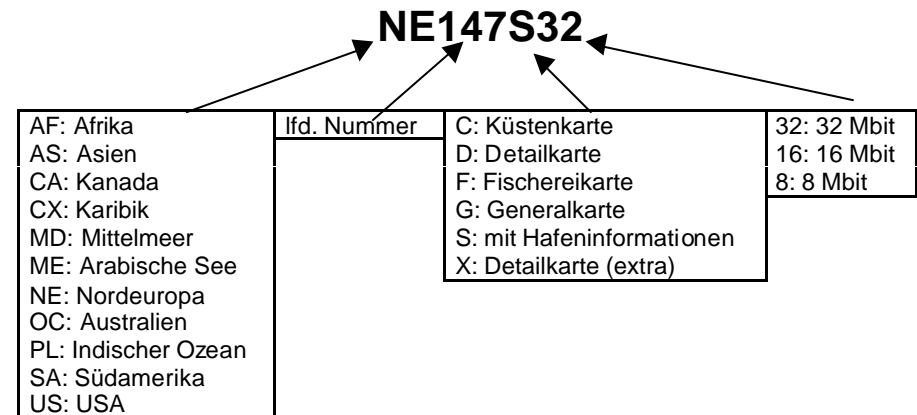 NE147S32
AF: Afrika
AS: Asien
CA: Kanada
CX: Karibik
MD: Mittelmeer
ME: Arabische See
NE: Nordeuropa
OC: Australien
PL: Indischer Ozean
SA: Südamerika
US: USA
lfd. Nummer
C: Küstenkarte
D: Detailkarte
F: Fischereikarte
G: Generalkarte
S: mit Hafeninformationen
X: Detailkarte (extra)
32: 32 Mbit
16: 16 Mbit
8: 8 Mbit